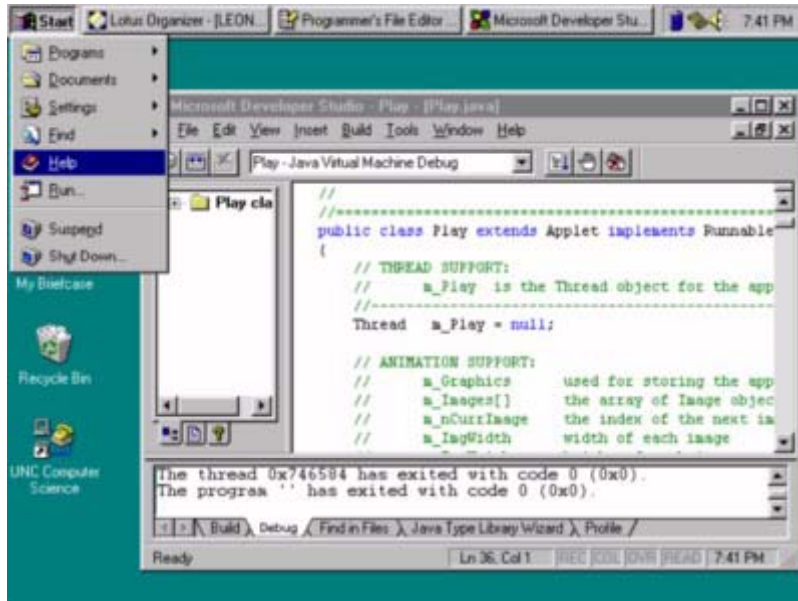 Start Lotus Organizer - [LEON... Programmer's File Editor ... Microsoft Developer Stu... 7:41 PM
Programs
Documents
Settings
Find
Help
Run...
Suspend
Shut Down...
My Briefcase
Recycle Bin
UNC Computer
Science
Microsoft Developer Studio - Play - [Play.java]
File Edit View Insert Build Tools Window Help
Play - Java Virtual Machine Debug
Play cla
//
//
public class Play extends Applet implements Runnable
{
// THREAD SUPPORT:
// m_Play is the Thread object for the app
//
Thread m_Play = null;
// ANIMATION SUPPORT:
// m_Graphics used for storing the app
// m_Images[] the array of Image objec
// m_nCurrImage the index of the next im
// m_ImgWidth width of each image
The thread 0x746584 has exited with code 0 (0x0).
The program '' has exited with code 0 (0x0).
Build Debug Find in Files Java Type Library Wizard Profile
Ready Ln 36, Col 1 REC COL OVR READ 7:41 PM